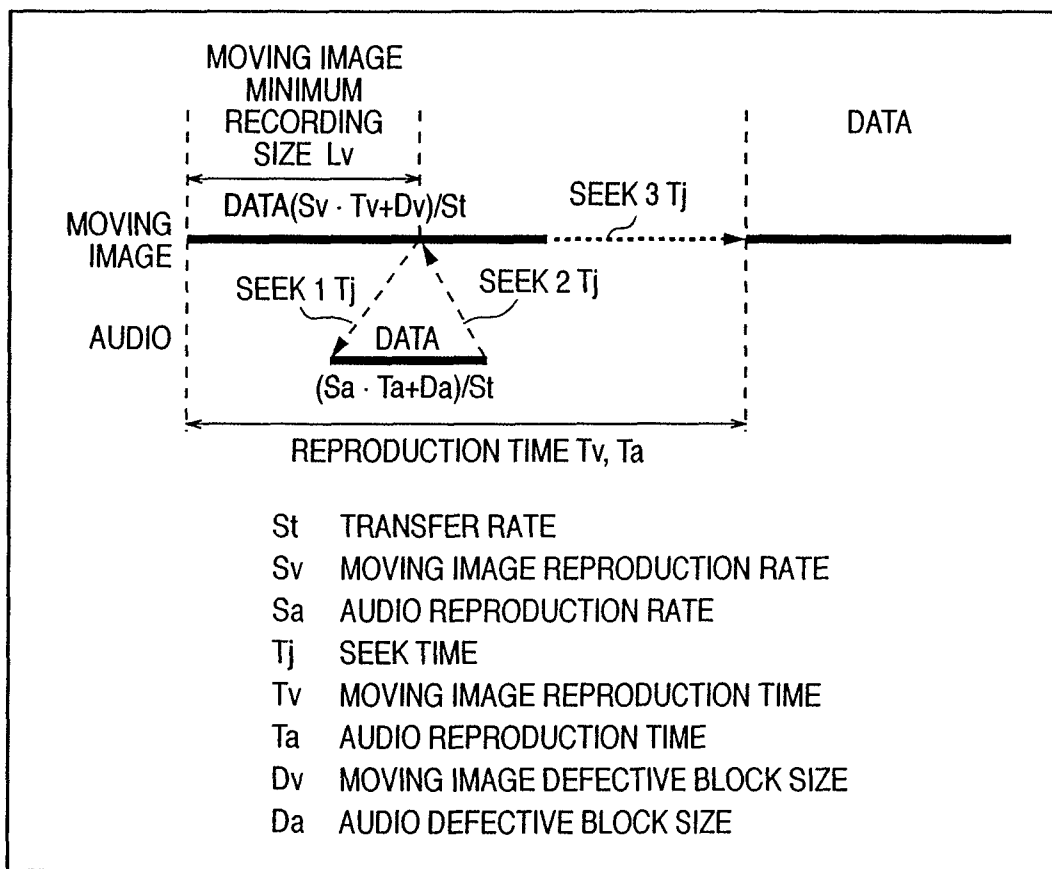 MOVING IMAGE
MINIMUM
RECORDING
SIZE Lv
DATA
DATA(Sv · Tv+Dv)/St
SEEK 3 Tj
MOVING
IMAGE
SEEK 1 Tj
SEEK 2 Tj
AUDIO
DATA
(Sa · Ta+Da)/St
REPRODUCTION TIME Tv, Ta
St TRANSFER RATE
Sv MOVING IMAGE REPRODUCTION RATE
Sa AUDIO REPRODUCTION RATE
Tj SEEK TIME
Tv MOVING IMAGE REPRODUCTION TIME
Ta AUDIO REPRODUCTION TIME
Dv MOVING IMAGE DEFECTIVE BLOCK SIZE
Da AUDIO DEFECTIVE BLOCK SIZE